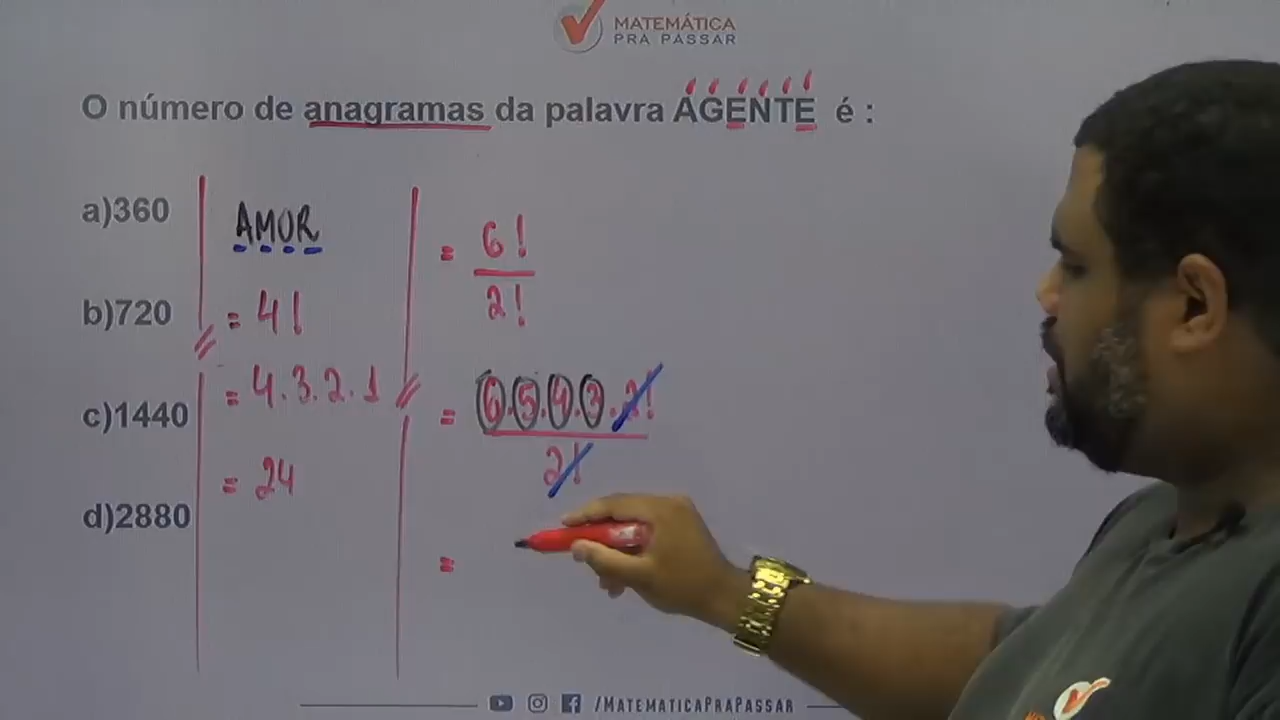 MATEMÁTICA
PRA PASSAR
O número de anagramas da palavra AGENTE é :
a)360
b)720
c)1440
d)2880
AMOR
= 4!
= 4.3.2.1
= 24
= 6!
2!
= 6.5.4.3.2!
2!
=
/MATEMATICAPRAPASSAR